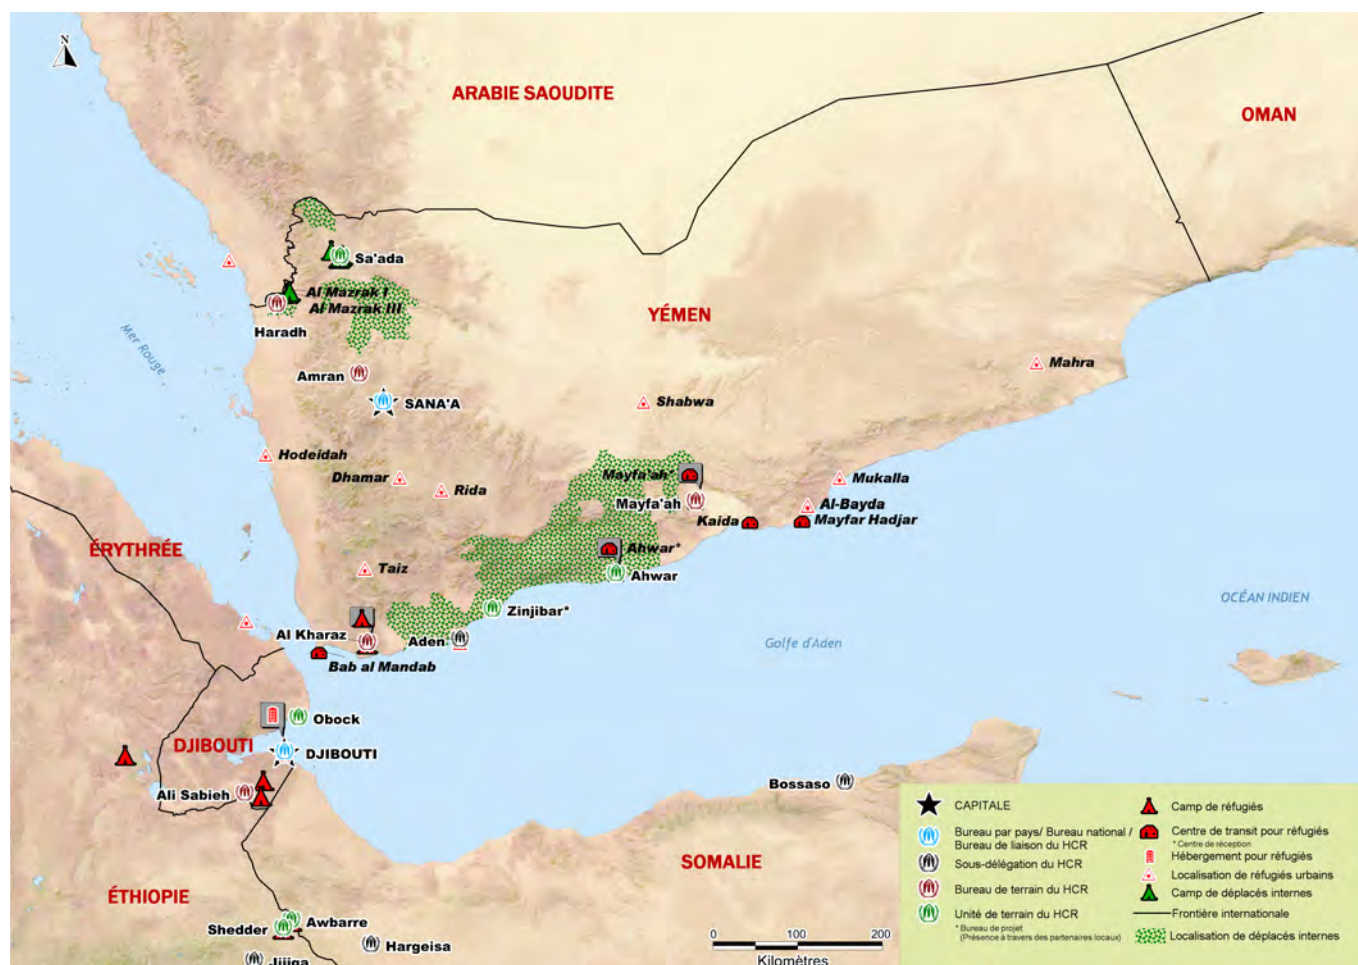 ARABIE SAOUDITE
OMAN
Sa'ada
Al Mazrak I
Al Mazrak III
Haradh
YÉMEN
Mer Rouge
Amran
SANA'A
Shabwa
Mahra
Hodeidah
Dhamar
Rida
Mayfa'ah*
Mayfa'ah
Mukalla
Al-Bayda
Kaida
Mayfar Hadjar
ÉRYTHRÉE
Ahwar*
Taiz
Ahwar
Zinjibar*
OCÉAN INDIEN
Al Kharaz
Aden
Golfe d'Aden
Bab al Mandab
Obock
DJIBOUTI
DJIBOUTI
Ali Sabieh
Bossaso
SOMALIE
ÉTHIOPIE
Awbarre
Shedder
Hargeisa
Jijiga
CAPITALE
Bureau par pays/ Bureau national /
Bureau de liaison du HCR
Sous-délégation du HCR
Bureau de terrain du HCR
Unité de terrain du HCR
* Bureau de projet
(Présence à travers des partenaires locaux)
Camp de réfugiés
Centre de transit pour réfugiés
* Centre de réception
Hébergement pour réfugiés
Localisation de réfugiés urbains
Camp de déplacés internes
Frontière internationale
Localisation de déplacés internes
0 100 200
Kilomètres